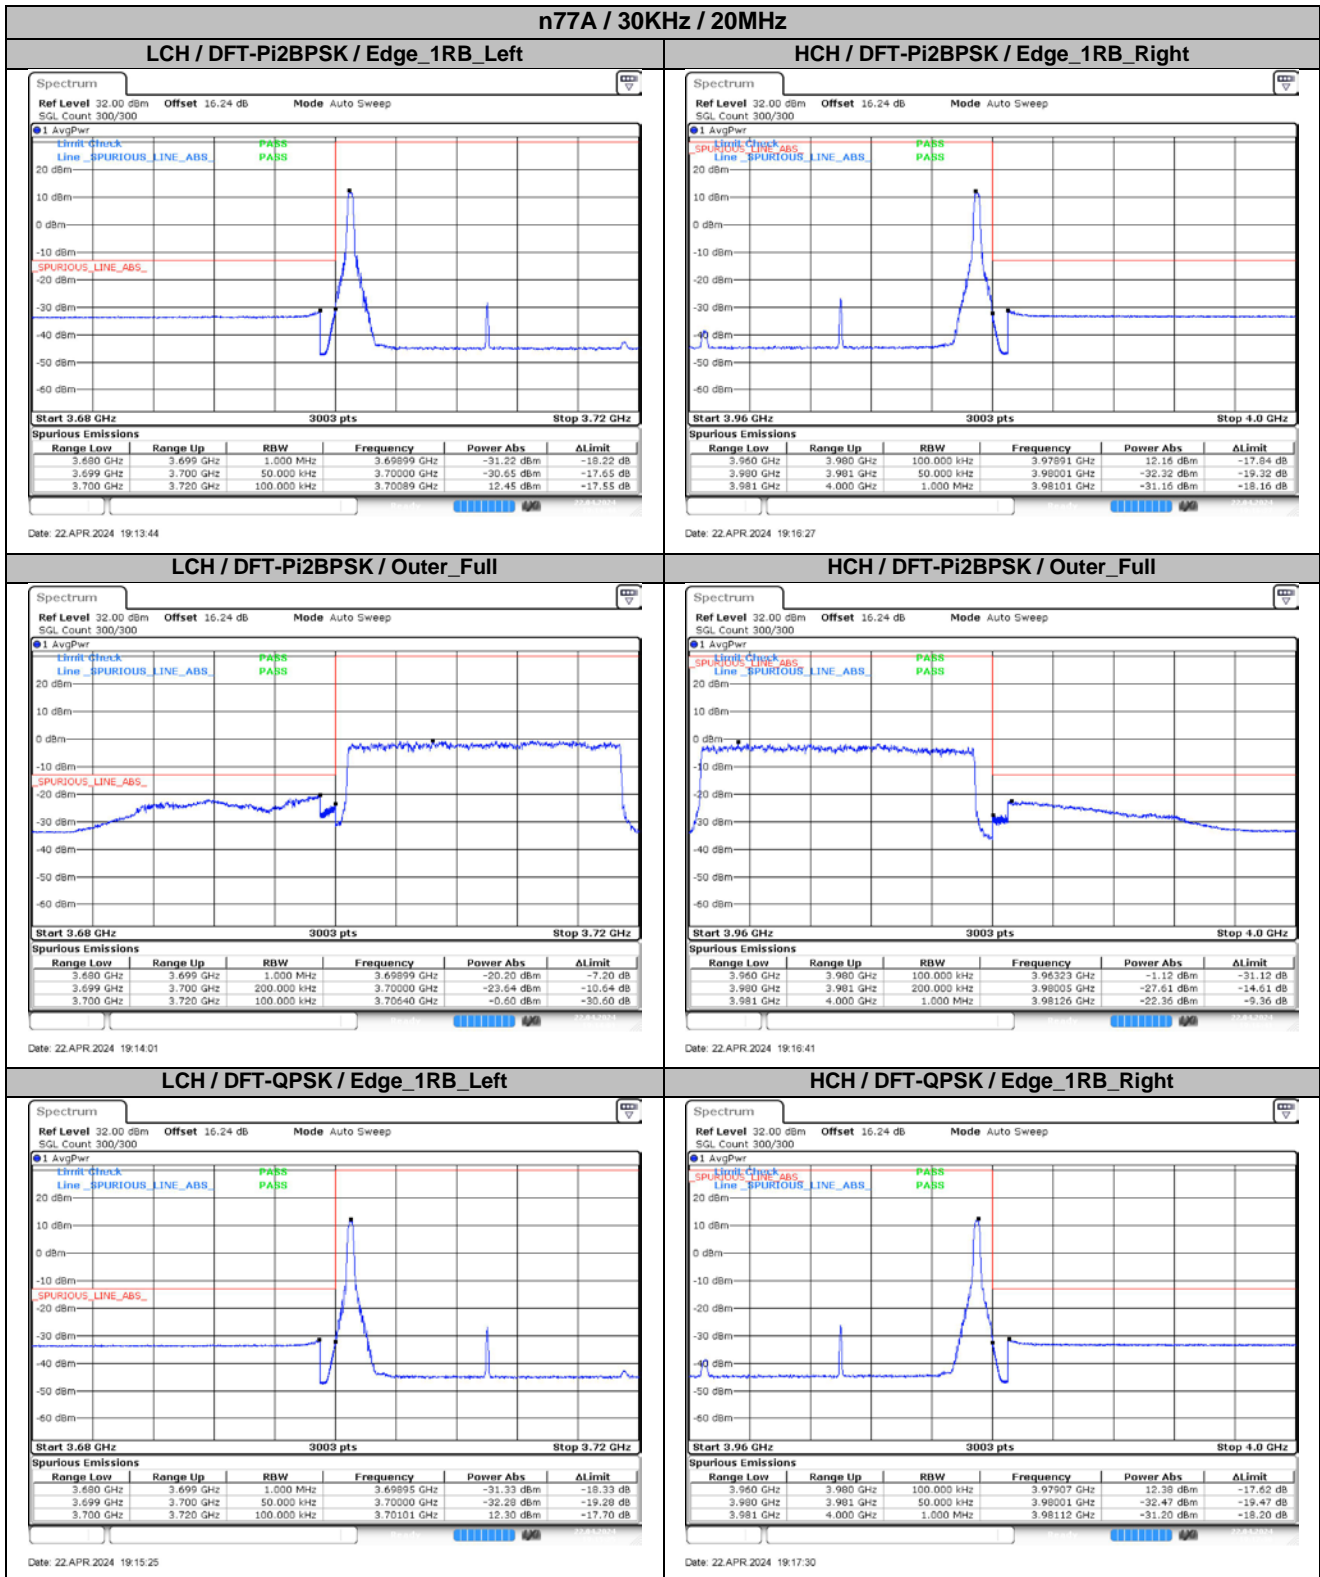 n77A / 30KHz / 20MHz
LCH / DFT-Pi2BPSK / Edge_1RB_Left
Spectrum
Ref Level 32.00 dBm Offset 16.24 dB Mode Auto Sweep
SGL Count 300/300
1 AvgPwr
Limit Check PASS
Line _SPURIOUS_LINE_ABS_ PASS
20 dBm
10 dBm
0 dBm
-10 dBm
_SPURIOUS_LINE_ABS_
-20 dBm
-30 dBm
-40 dBm
-50 dBm
-60 dBm
Start 3.68 GHz 3003 pts Stop 3.72 GHz
Spurious Emissions
Range Low Range Up RBW Frequency Power Abs ΔLimit
3.680 GHz 3.699 GHz 1.000 MHz 3.69899 GHz -31.22 dBm -18.22 dB
3.699 GHz 3.700 GHz 50.000 kHz 3.70000 GHz -30.65 dBm -17.65 dB
3.700 GHz 3.720 GHz 100.000 kHz 3.70089 GHz 12.45 dBm -17.55 dB
Date: 22.APR.2024 19:13:44
HCH / DFT-Pi2BPSK / Edge_1RB_Right
Spectrum
Ref Level 32.00 dBm Offset 16.24 dB Mode Auto Sweep
SGL Count 300/300
1 AvgPwr
Limit Check PASS
_SPURIOUS_LINE_ABS_
Line _SPURIOUS_LINE_ABS_ PASS
20 dBm
10 dBm
0 dBm
-10 dBm
-20 dBm
-30 dBm
-40 dBm
-50 dBm
-60 dBm
Start 3.96 GHz 3003 pts Stop 4.0 GHz
Spurious Emissions
Range Low Range Up RBW Frequency Power Abs ΔLimit
3.960 GHz 3.980 GHz 100.000 kHz 3.97891 GHz 12.16 dBm -17.84 dB
3.980 GHz 3.981 GHz 50.000 kHz 3.98001 GHz -32.32 dBm -19.32 dB
3.981 GHz 4.000 GHz 1.000 MHz 3.98101 GHz -31.16 dBm -18.16 dB
Date: 22.APR.2024 19:16:27
LCH / DFT-Pi2BPSK / Outer_Full
Spectrum
Ref Level 32.00 dBm Offset 16.24 dB Mode Auto Sweep
SGL Count 300/300
1 AvgPwr
Limit Check PASS
Line _SPURIOUS_LINE_ABS_ PASS
20 dBm
10 dBm
0 dBm
-10 dBm
_SPURIOUS_LINE_ABS_
-20 dBm
-30 dBm
-40 dBm
-50 dBm
-60 dBm
Start 3.68 GHz 3003 pts Stop 3.72 GHz
Spurious Emissions
Range Low Range Up RBW Frequency Power Abs ΔLimit
3.680 GHz 3.699 GHz 1.000 MHz 3.69899 GHz -20.20 dBm -7.20 dB
3.699 GHz 3.700 GHz 200.000 kHz 3.70000 GHz -23.64 dBm -10.64 dB
3.700 GHz 3.720 GHz 100.000 kHz 3.70640 GHz -0.60 dBm -30.60 dB
Date: 22.APR.2024 19:14:01
HCH / DFT-Pi2BPSK / Outer_Full
Spectrum
Ref Level 32.00 dBm Offset 16.24 dB Mode Auto Sweep
SGL Count 300/300
1 AvgPwr
Limit Check PASS
_SPURIOUS_LINE_ABS_
Line _SPURIOUS_LINE_ABS_ PASS
20 dBm
10 dBm
0 dBm
-10 dBm
-20 dBm
-30 dBm
-40 dBm
-50 dBm
-60 dBm
Start 3.96 GHz 3003 pts Stop 4.0 GHz
Spurious Emissions
Range Low Range Up RBW Frequency Power Abs ΔLimit
3.960 GHz 3.980 GHz 100.000 kHz 3.96323 GHz -1.12 dBm -31.12 dB
3.980 GHz 3.981 GHz 200.000 kHz 3.98005 GHz -27.61 dBm -14.61 dB
3.981 GHz 4.000 GHz 1.000 MHz 3.98126 GHz -22.36 dBm -9.36 dB
Date: 22.APR.2024 19:16:41
LCH / DFT-QPSK / Edge_1RB_Left
Spectrum
Ref Level 32.00 dBm Offset 16.24 dB Mode Auto Sweep
SGL Count 300/300
1 AvgPwr
Limit Check PASS
Line _SPURIOUS_LINE_ABS_ PASS
20 dBm
10 dBm
0 dBm
-10 dBm
_SPURIOUS_LINE_ABS_
-20 dBm
-30 dBm
-40 dBm
-50 dBm
-60 dBm
Start 3.68 GHz 3003 pts Stop 3.72 GHz
Spurious Emissions
Range Low Range Up RBW Frequency Power Abs ΔLimit
3.680 GHz 3.699 GHz 1.000 MHz 3.69895 GHz -31.33 dBm -18.33 dB
3.699 GHz 3.700 GHz 50.000 kHz 3.70000 GHz -32.28 dBm -19.28 dB
3.700 GHz 3.720 GHz 100.000 kHz 3.70101 GHz 12.30 dBm -17.70 dB
Date: 22.APR.2024 19:15:25
HCH / DFT-QPSK / Edge_1RB_Right
Spectrum
Ref Level 32.00 dBm Offset 16.24 dB Mode Auto Sweep
SGL Count 300/300
1 AvgPwr
Limit Check PASS
_SPURIOUS_LINE_ABS_
Line _SPURIOUS_LINE_ABS_ PASS
20 dBm
10 dBm
0 dBm
-10 dBm
-20 dBm
-30 dBm
-40 dBm
-50 dBm
-60 dBm
Start 3.96 GHz 3003 pts Stop 4.0 GHz
Spurious Emissions
Range Low Range Up RBW Frequency Power Abs ΔLimit
3.960 GHz 3.980 GHz 100.000 kHz 3.97907 GHz 12.38 dBm -17.62 dB
3.980 GHz 3.981 GHz 50.000 kHz 3.98001 GHz -32.47 dBm -19.47 dB
3.981 GHz 4.000 GHz 1.000 MHz 3.98112 GHz -31.20 dBm -18.20 dB
Date: 22.APR.2024 19:17:30